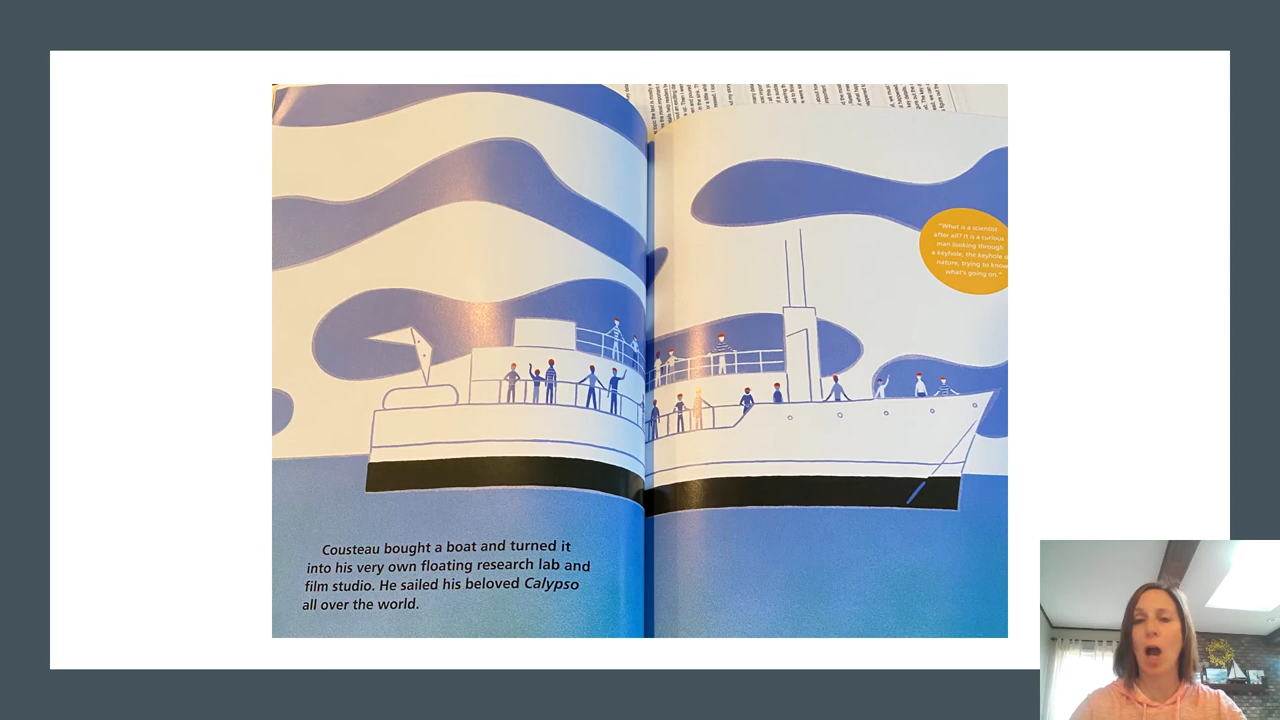 "What is a scientist
after all? It is a curious
man looking through
a keyhole, the keyhole
nature, trying to know
what's going on."
Cousteau bought a boat and turned it
into his very own floating research lab and
film studio. He sailed his beloved Calypso
all over the world.